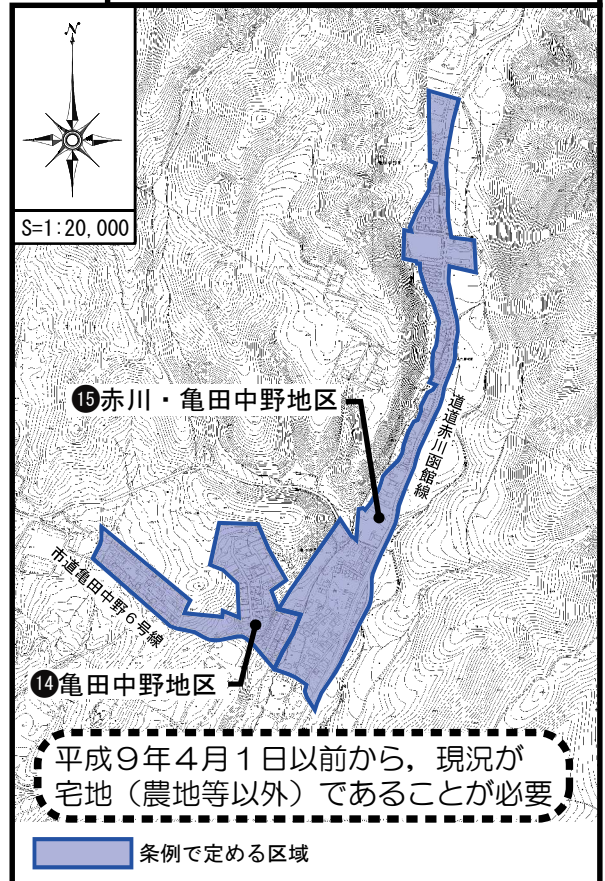 N
S=1:20,000
⓯赤川・亀田中野地区
道道赤川函館線
市道亀田中野６号線
⓮亀田中野地区
平成９年４月１日以前から，現況が
宅地（農地等以外）であることが必要
条例で定める区域